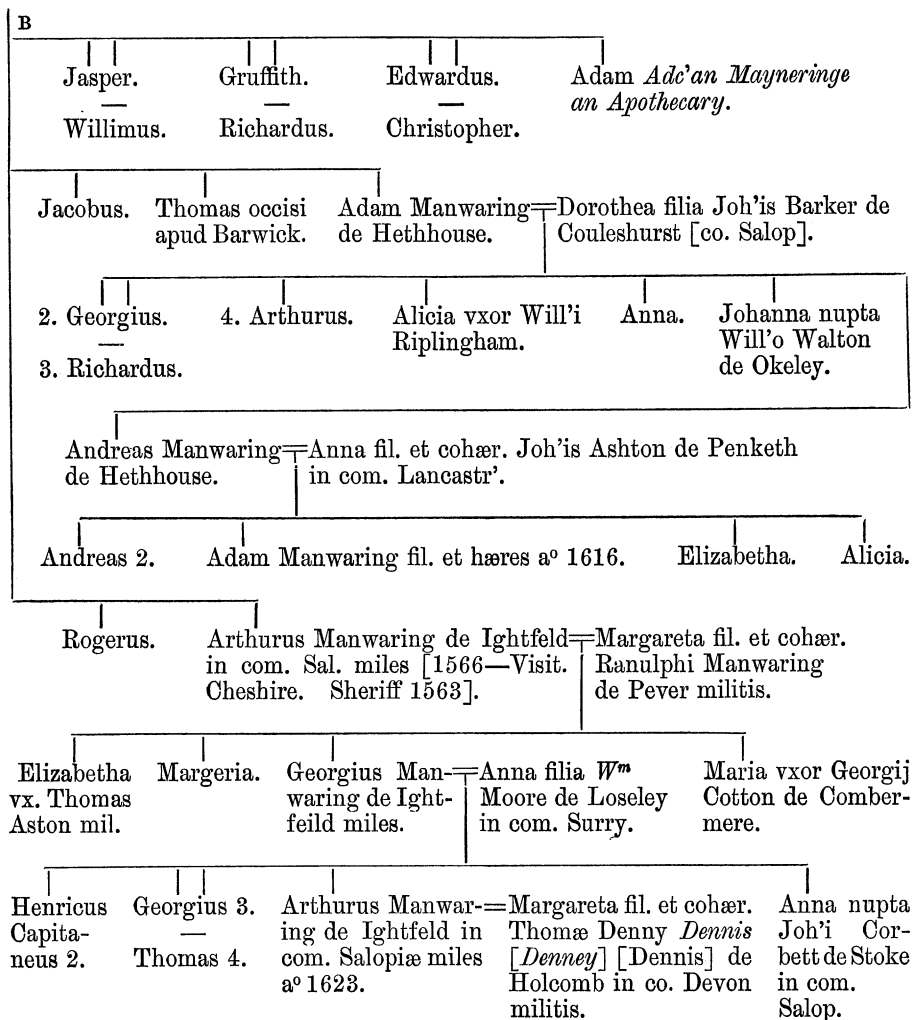 B
Jasper. Gruffith. Edwardus. Adam Adc'an Mayneringe
an Apothecary.
—
—
—
Willimus. Richardus. Christopher.
Jacobus. Thomas occisi Adam Manwaring=Dorothea filia Joh'is Barker de
apud Barwick. de Hethhouse. Couleshurst [co. Salop].
2. Georgius. 4. Arthurus. Alicia vxor Will'i Anna. Johanna nupta
— Riplingham. Will'o Walton
3. Richardus. de Okeley.
Andreas Manwaring=Anna fil. et cohær. Joh'is Ashton de Penketh
de Hethhouse. in com. Lancastr'.
Andreas 2. Adam Manwaring fil. et hæres aº 1616. Elizabetha. Alicia.
Rogerus. Arthurus Manwaring de Ightfeld=Margareta fil. et cohær.
in com. Sal. miles [1566—Visit. Ranulphi Manwaring
Cheshire. Sheriff 1563]. de Pever militis.
Elizabetha Margeria. Georgius Man-=Anna filia Wᵐ Maria vxor Georgij
vx. Thomas waring de Ight- Moore de Loseley Cotton de Comber-
Aston mil. feild miles. in com. Surry. mere.
Henricus Georgius 3. Arthurus Manwar-=Margareta fil. et cohær. Anna nupta
Capita- — ing de Ightfeld in Thomæ Denny Dennis Joh'i Cor-
neus 2. Thomas 4. com. Salopiæ miles [Denney] [Dennis] de bett de Stoke
aº 1623. Holcomb in co. Devon in com.
militis. Salop.